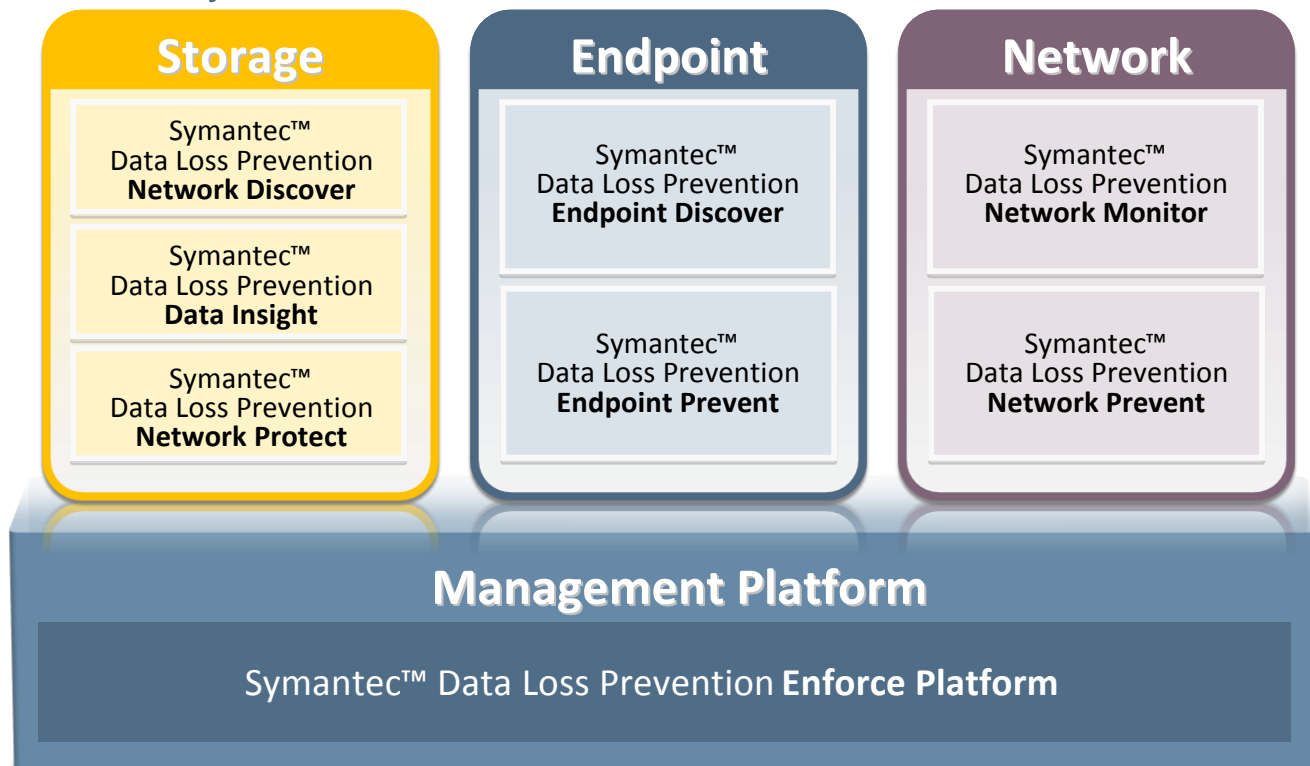 Storage
Symantec™
Data Loss Prevention
Network Discover
Symantec™
Data Loss Prevention
Data Insight
Symantec™
Data Loss Prevention
Network Protect
Endpoint
Symantec™
Data Loss Prevention
Endpoint Discover
Symantec™
Data Loss Prevention
Endpoint Prevent
Network
Symantec™
Data Loss Prevention
Network Monitor
Symantec™
Data Loss Prevention
Network Prevent
Management Platform
Symantec™ Data Loss Prevention Enforce Platform